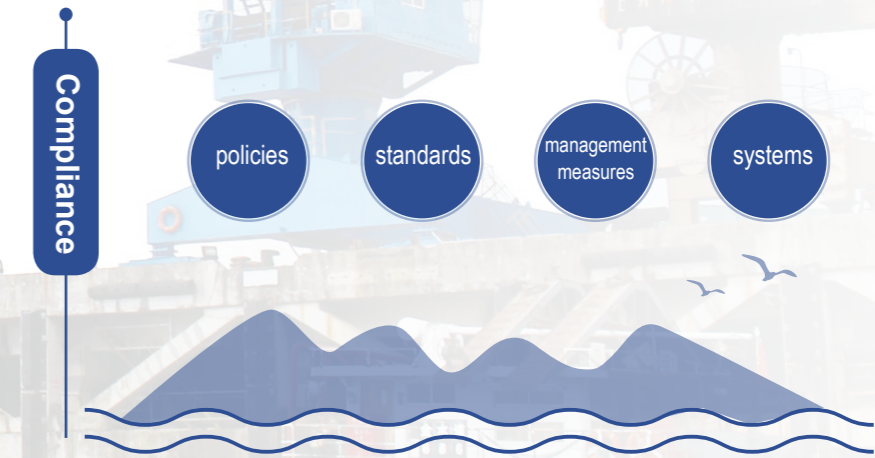 Compliance
policies
standards
management
measures
systems